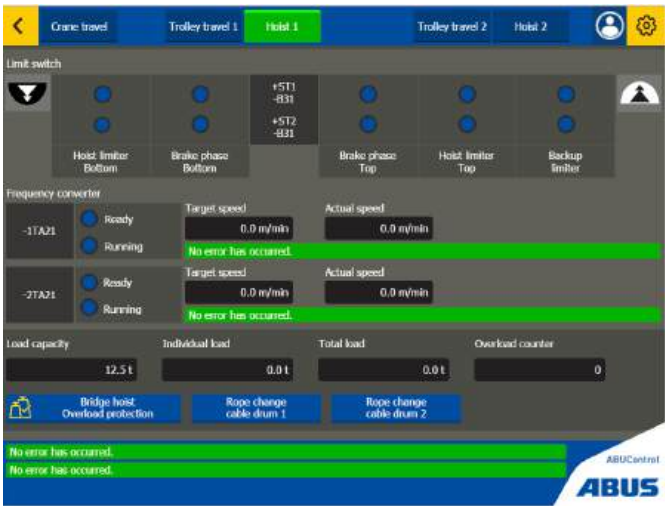 Crane travel
Trolley travel 1
Hoist 1
Trolley travel 2
Hoist 2
Limit switch
+ST1
-B31
+ST2
-B31
Hoist limiter
Bottom
Brake phase
Bottom
Brake phase
Top
Hoist limiter
Top
Backup
limiter
Frequency converter
-1TA21
Ready
Running
Target speed
0.0 m/min
Actual speed
0.0 m/min
No error has occurred.
-2TA21
Ready
Running
Target speed
0.0 m/min
Actual speed
0.0 m/min
No error has occurred.
Load capacity
12.5 t
Individual load
0.0 t
Total load
0.0 t
Overload counter
0
Bridge hoist
Overload protection
Rope change
cable drum 1
Rope change
cable drum 2
No error has occurred.
No error has occurred.
ABUControl
ABUS